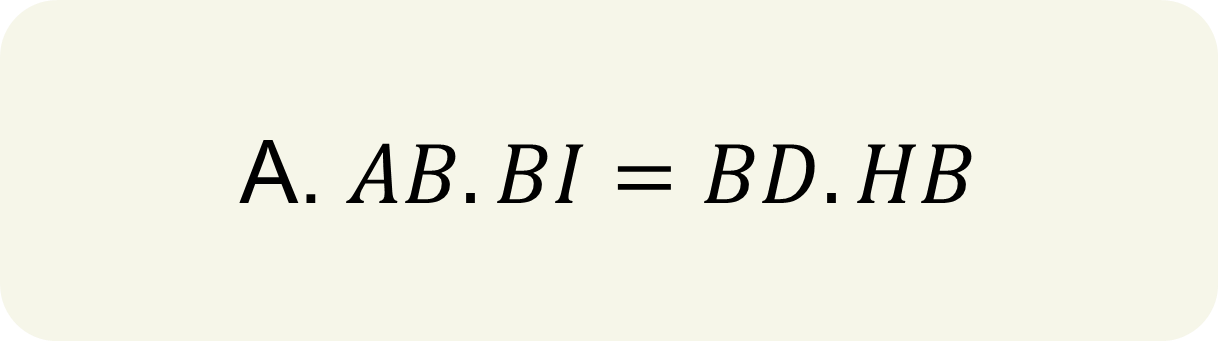 A. AB.BI = BD.HB